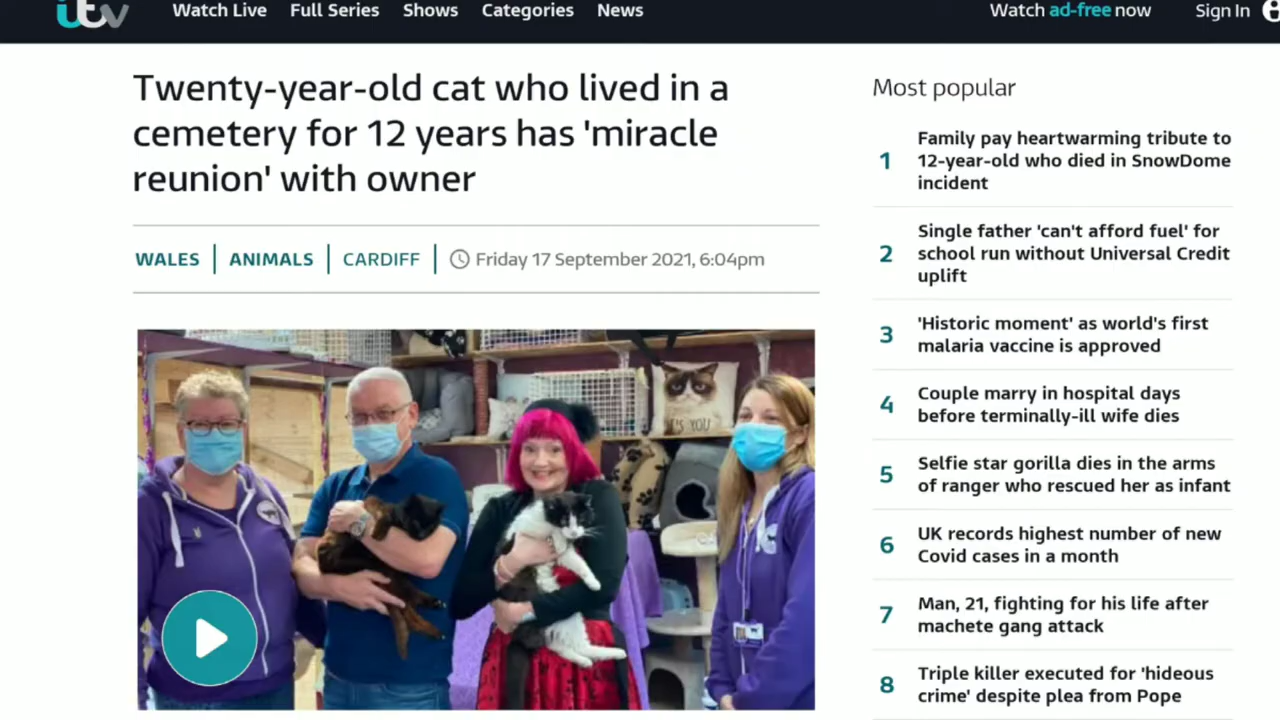 itv Watch Live Full Series Shows Categories News Watch ad-free now Sign In
Twenty-year-old cat who lived in a
cemetery for 12 years has 'miracle
reunion' with owner
WALES ANIMALS CARDIFF Friday 17 September 2021, 6:04pm
IT'S YOU
Most popular
1
Family pay heartwarming tribute to
12-year-old who died in SnowDome
incident
2
Single father 'can't afford fuel' for
school run without Universal Credit
uplift
3
'Historic moment' as world's first
malaria vaccine is approved
4
Couple marry in hospital days
before terminally-ill wife dies
5
Selfie star gorilla dies in the arms
of ranger who rescued her as infant
6
UK records highest number of new
Covid cases in a month
7
Man, 21, fighting for his life after
machete gang attack
8
Triple killer executed for 'hideous
crime' despite plea from Pope